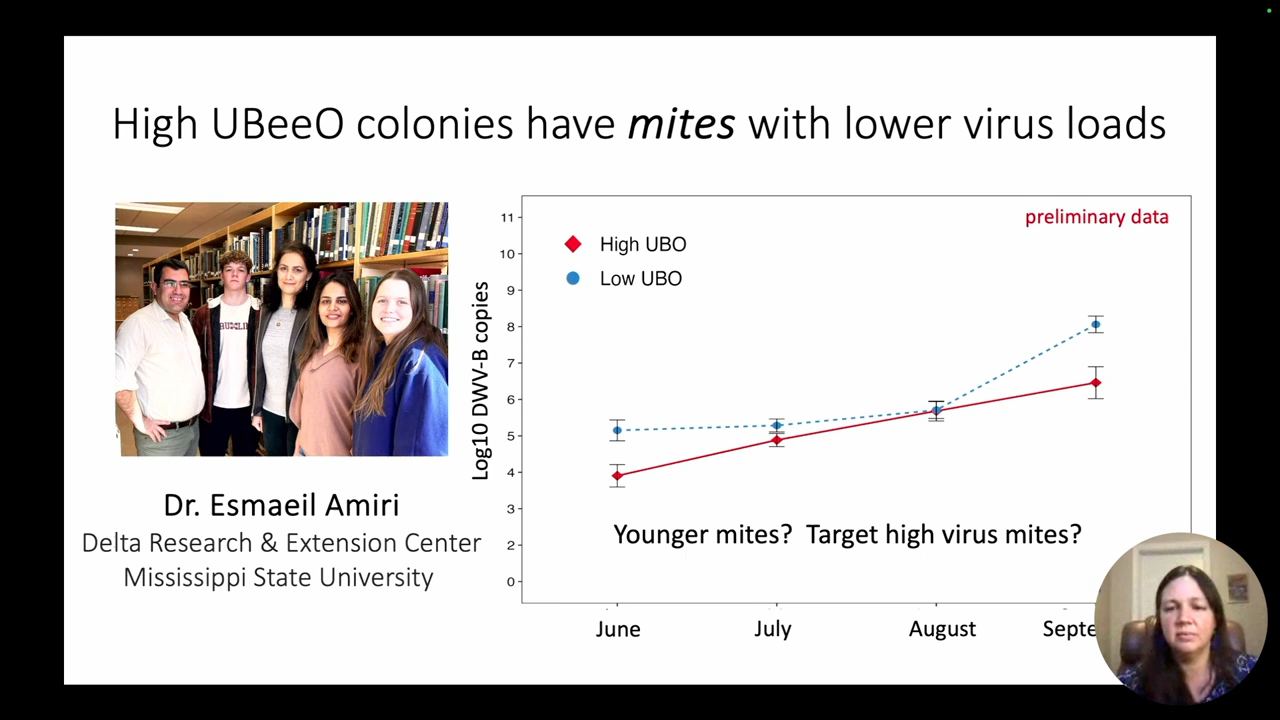 High UBeeO colonies have mites with lower virus loads
Dr. Esmaeil Amiri
Delta Research & Extension Center
Mississippi State University
preliminary data
High UBO
Low UBO
Log10 DWV-B copies
11
10
9
8
7
6
5
4
3
2
0
Younger mites? Target high virus mites?
June
July
August